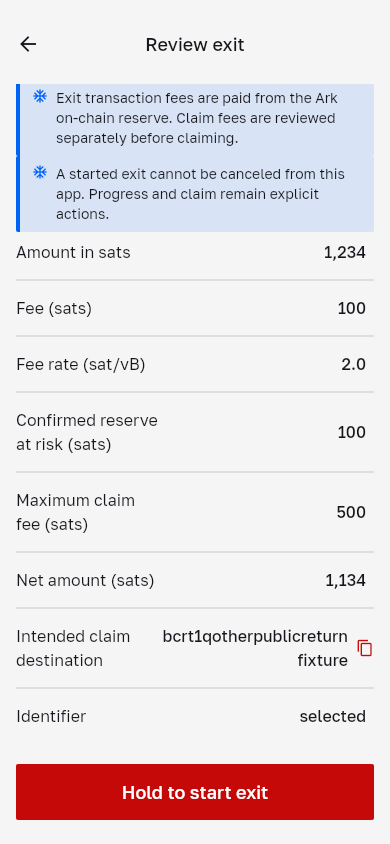 Review exit
Exit transaction fees are paid from the Ark
on-chain reserve. Claim fees are reviewed
separately before claiming.
A started exit cannot be canceled from this
app. Progress and claim remain explicit
actions.
Amount in sats 1,234
Fee (sats) 100
Fee rate (sat/vB) 2.0
Confirmed reserve
at risk (sats) 100
Maximum claim
fee (sats) 500
Net amount (sats) 1,134
Intended claim bcrt1qotherpublicreturn
destination fixture
Identifier selected
Hold to start exit